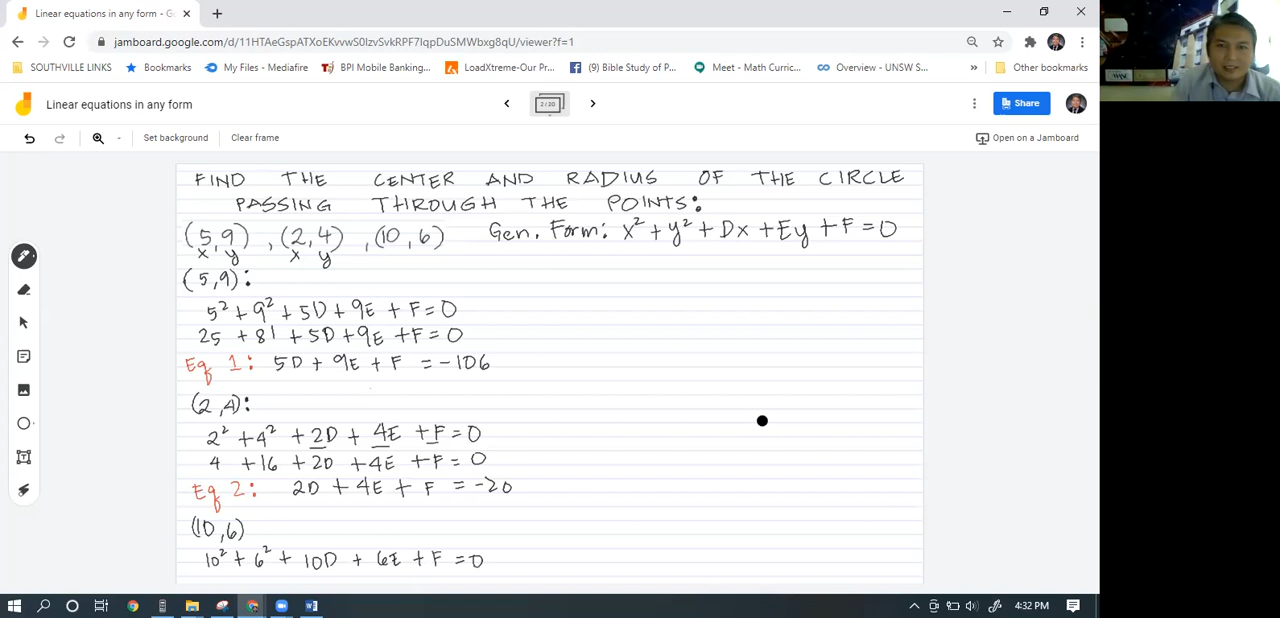 Linear equations in any form - Go
jamboard.google.com/d/11HTAeGspATXoEKvvwS0lzvSvkRPF7IqpDuSMWbxg8qU/viewer?f=1
SOUTHVILLE LINKS Bookmarks My Files - Mediafire BPI Mobile Banking... LoadXtreme-Our Pr... (9) Bible Study of P... Meet - Math Curric... Overview - UNSW S... » Other bookmarks
Linear equations in any form
2 / 20
Share
Set background Clear frame
Open on a Jamboard
FIND THE CENTER AND RADIUS OF THE CIRCLE
PASSING THROUGH THE POINTS:
(5,9), (2,4), (10,6) Gen. Form: x² + y² + Dx + Ey + F = 0
x y x y
(5,9):
5² + 9² + 5D + 9E + F = 0
25 + 81 + 5D + 9E + F = 0
Eq 1: 5D + 9E + F = -106
(2,4):
2² + 4² + 2D + 4E + F = 0
4 + 16 + 2D + 4E + F = 0
Eq 2: 2D + 4E + F = -20
(10,6)
10² + 6² + 10D + 6E + F = 0
4:32 PM